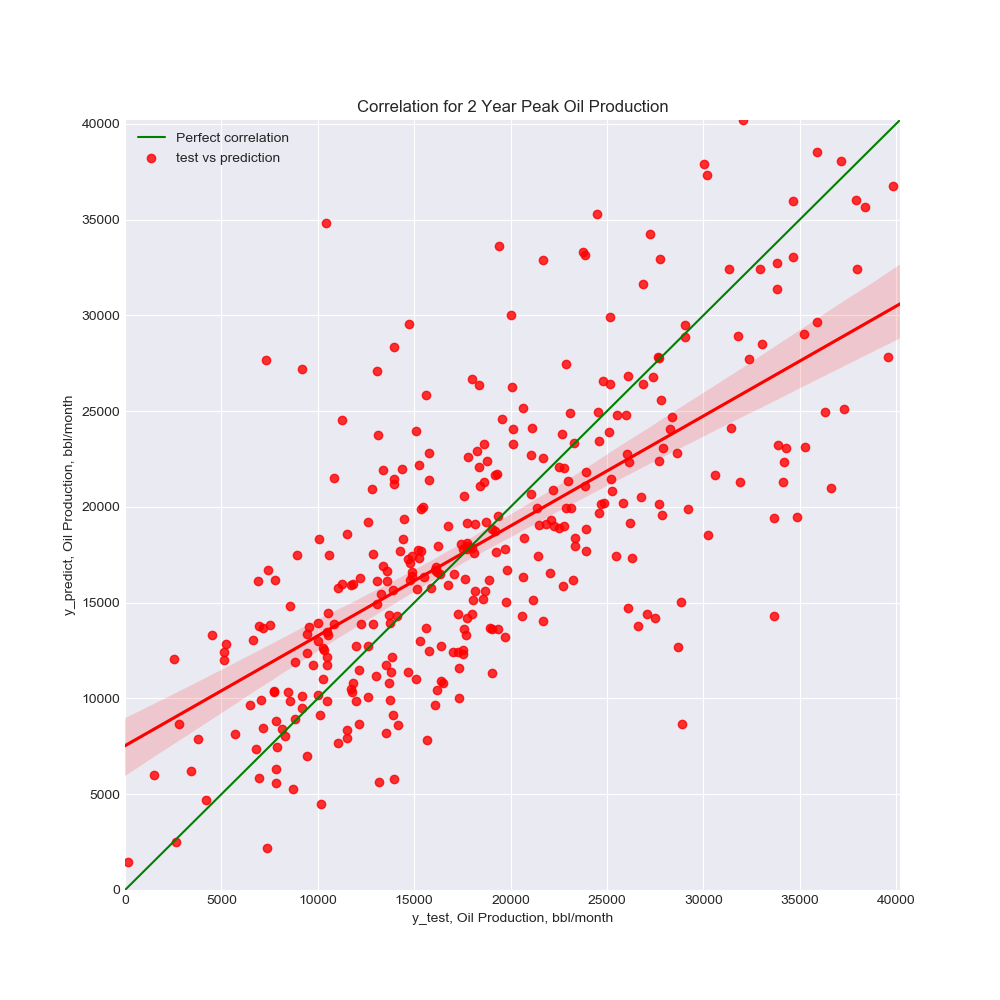 Correlation for 2 Year Peak Oil Production
Perfect correlation
test vs prediction
y_predict, Oil Production, bbl/month
40000
35000
30000
25000
20000
15000
10000
5000
0
0 5000 10000 15000 20000 25000 30000 35000 40000
y_test, Oil Production, bbl/month